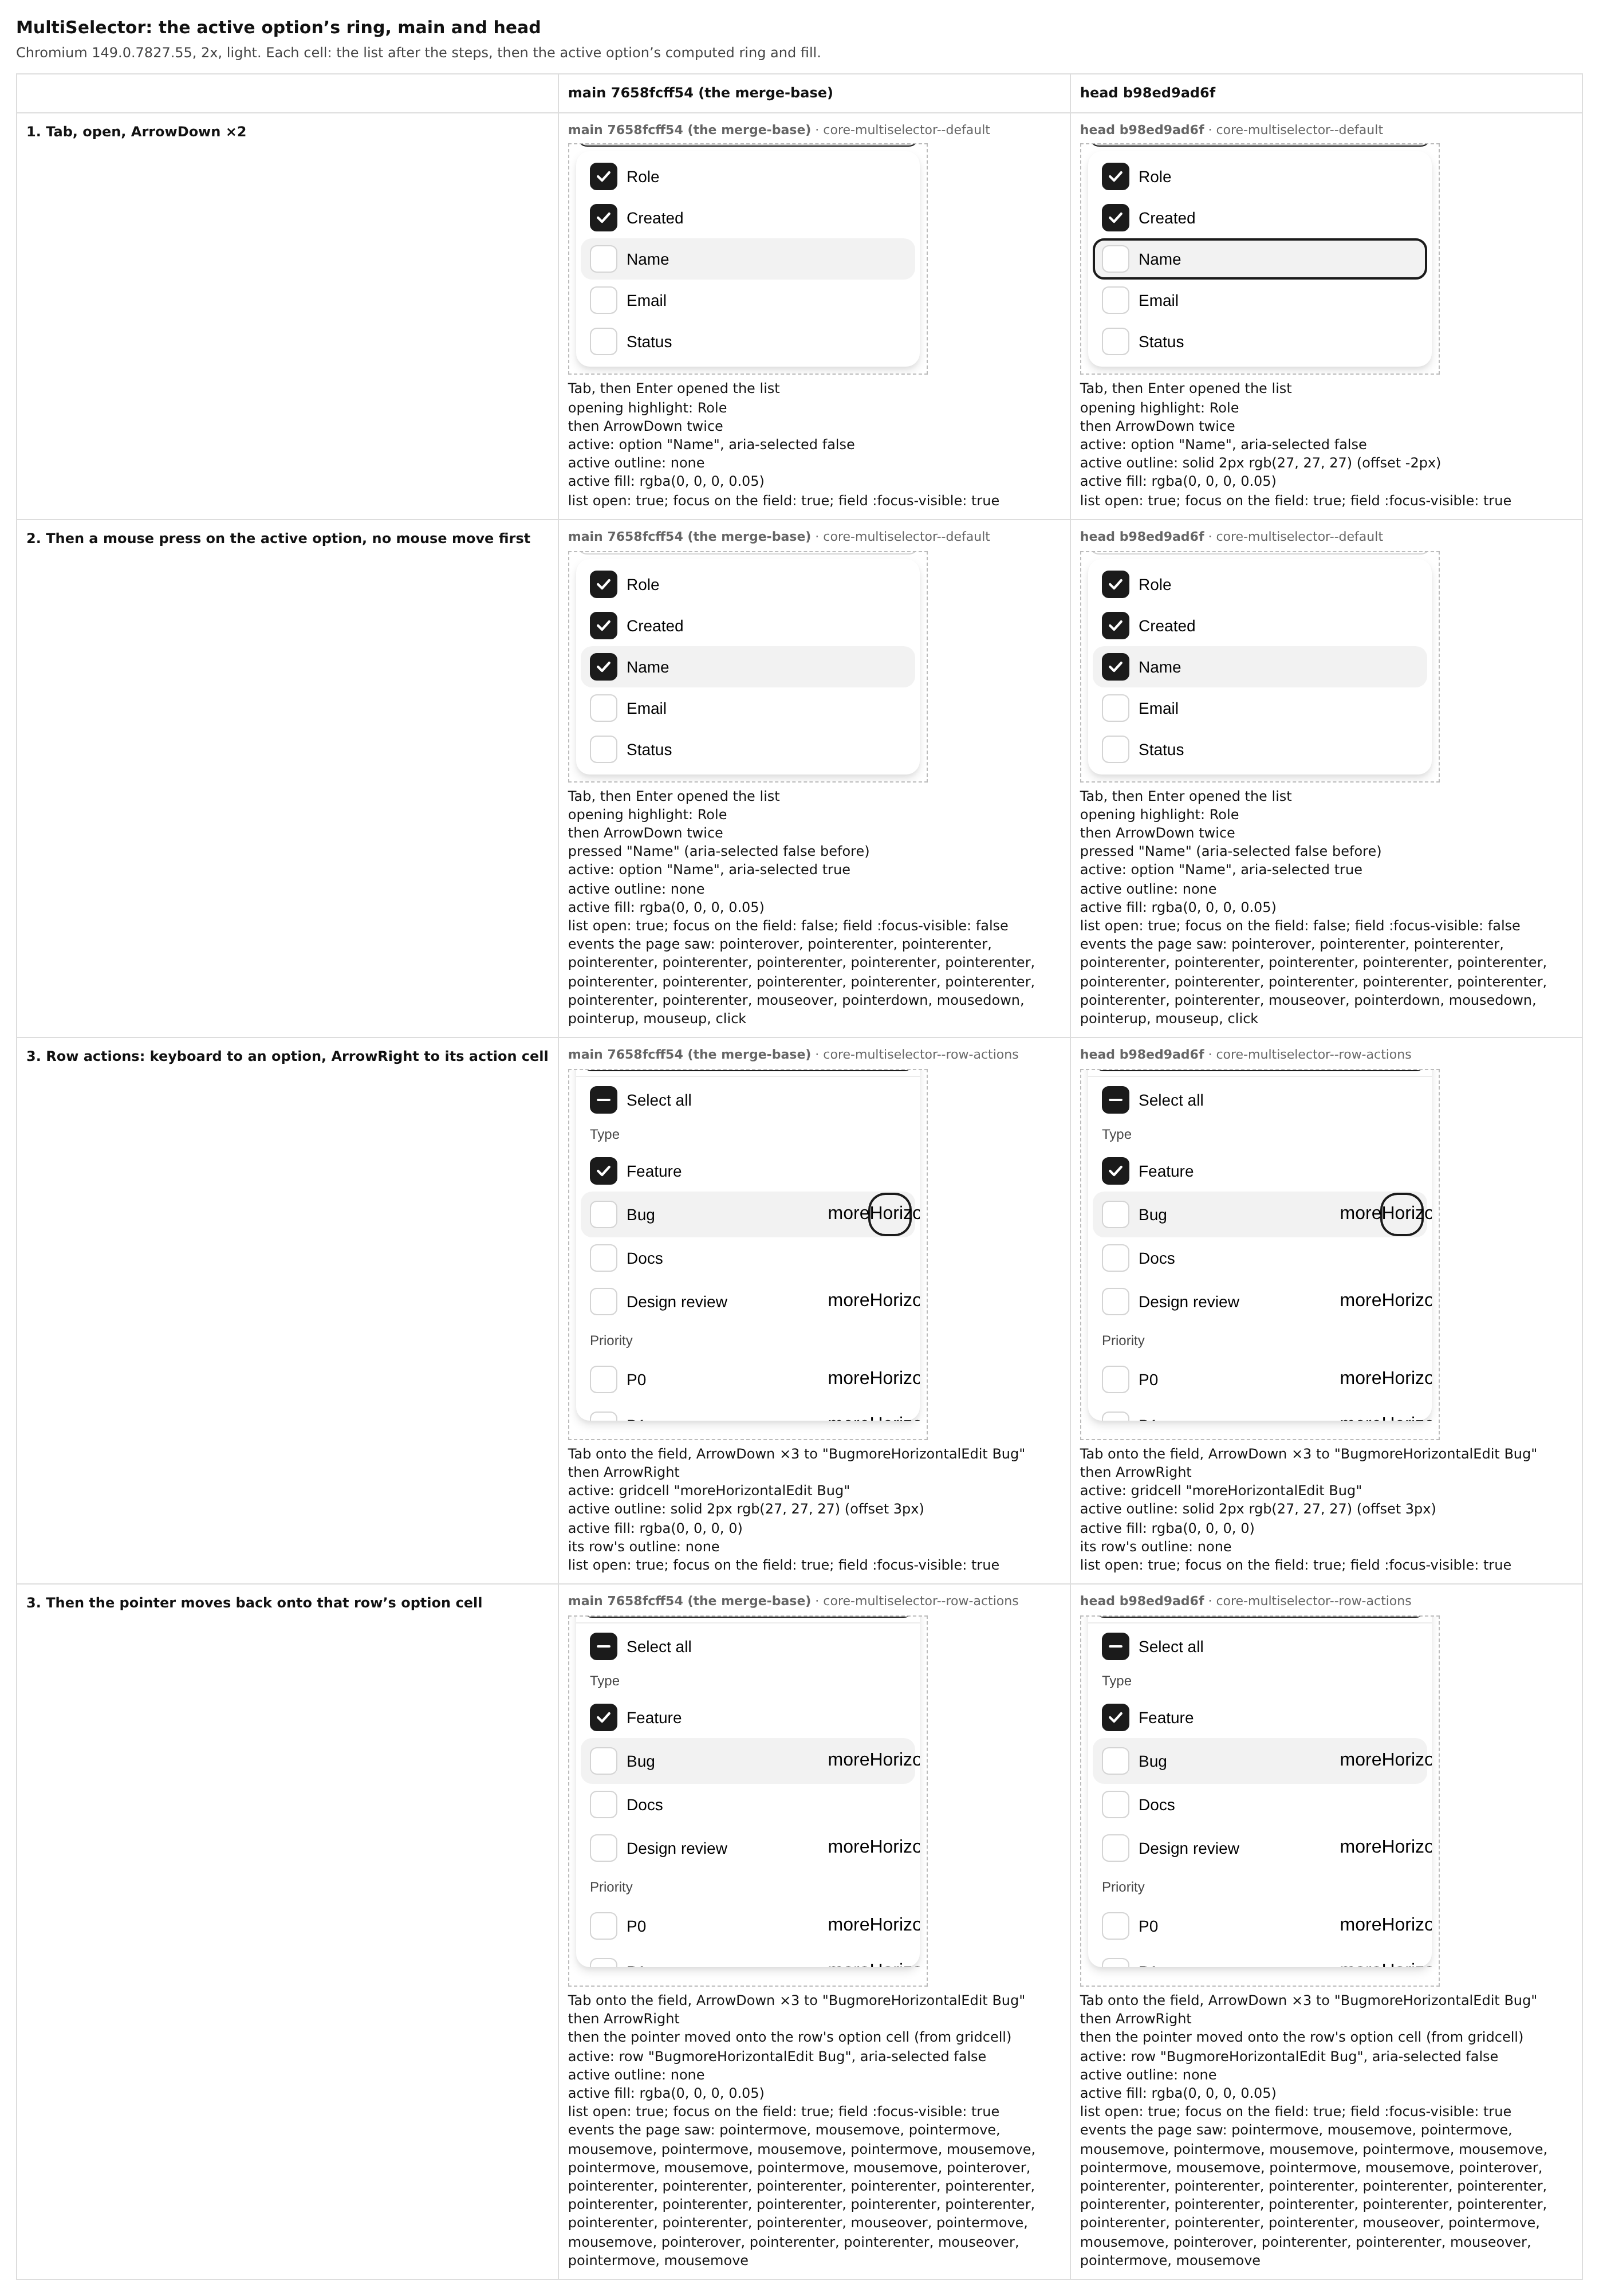 MultiSelector: the active option’s ring, main and head
Chromium 149.0.7827.55, 2x, light. Each cell: the list after the steps, then the active option’s computed ring and fill.
main 7658fcff54 (the merge-base)
head b98ed9ad6f
1. Tab, open, ArrowDown ×2
main 7658fcff54 (the merge-base) · core-multiselector--default
Role
Created
Name
Email
Status
Tab, then Enter opened the list
opening highlight: Role
then ArrowDown twice
active: option "Name", aria-selected false
active outline: none
active fill: rgba(0, 0, 0, 0.05)
list open: true; focus on the field: true; field :focus-visible: true
head b98ed9ad6f · core-multiselector--default
Role
Created
Name
Email
Status
Tab, then Enter opened the list
opening highlight: Role
then ArrowDown twice
active: option "Name", aria-selected false
active outline: solid 2px rgb(27, 27, 27) (offset -2px)
active fill: rgba(0, 0, 0, 0.05)
list open: true; focus on the field: true; field :focus-visible: true
2. Then a mouse press on the active option, no mouse move first
main 7658fcff54 (the merge-base) · core-multiselector--default
Role
Created
Name
Email
Status
Tab, then Enter opened the list
opening highlight: Role
then ArrowDown twice
pressed "Name" (aria-selected false before)
active: option "Name", aria-selected true
active outline: none
active fill: rgba(0, 0, 0, 0.05)
list open: true; focus on the field: false; field :focus-visible: false
events the page saw: pointerover, pointerenter, pointerenter,
pointerenter, pointerenter, pointerenter, pointerenter, pointerenter,
pointerenter, pointerenter, pointerenter, pointerenter, pointerenter,
pointerenter, pointerenter, mouseover, pointerdown, mousedown,
pointerup, mouseup, click
head b98ed9ad6f · core-multiselector--default
Role
Created
Name
Email
Status
Tab, then Enter opened the list
opening highlight: Role
then ArrowDown twice
pressed "Name" (aria-selected false before)
active: option "Name", aria-selected true
active outline: none
active fill: rgba(0, 0, 0, 0.05)
list open: true; focus on the field: false; field :focus-visible: false
events the page saw: pointerover, pointerenter, pointerenter,
pointerenter, pointerenter, pointerenter, pointerenter, pointerenter,
pointerenter, pointerenter, pointerenter, pointerenter, pointerenter,
pointerenter, pointerenter, mouseover, pointerdown, mousedown,
pointerup, mouseup, click
3. Row actions: keyboard to an option, ArrowRight to its action cell
main 7658fcff54 (the merge-base) · core-multiselector--row-actions
Select all
Type
Feature
Bug moreHorizo
Docs
Design review moreHorizo
Priority
P0 moreHorizo
Tab onto the field, ArrowDown ×3 to "BugmoreHorizontalEdit Bug"
then ArrowRight
active: gridcell "moreHorizontalEdit Bug"
active outline: solid 2px rgb(27, 27, 27) (offset 3px)
active fill: rgba(0, 0, 0, 0)
its row's outline: none
list open: true; focus on the field: true; field :focus-visible: true
head b98ed9ad6f · core-multiselector--row-actions
Select all
Type
Feature
Bug moreHorizo
Docs
Design review moreHorizo
Priority
P0 moreHorizo
Tab onto the field, ArrowDown ×3 to "BugmoreHorizontalEdit Bug"
then ArrowRight
active: gridcell "moreHorizontalEdit Bug"
active outline: solid 2px rgb(27, 27, 27) (offset 3px)
active fill: rgba(0, 0, 0, 0)
its row's outline: none
list open: true; focus on the field: true; field :focus-visible: true
3. Then the pointer moves back onto that row’s option cell
main 7658fcff54 (the merge-base) · core-multiselector--row-actions
Select all
Type
Feature
Bug moreHorizo
Docs
Design review moreHorizo
Priority
P0 moreHorizo
Tab onto the field, ArrowDown ×3 to "BugmoreHorizontalEdit Bug"
then ArrowRight
then the pointer moved onto the row's option cell (from gridcell)
active: row "BugmoreHorizontalEdit Bug", aria-selected false
active outline: none
active fill: rgba(0, 0, 0, 0.05)
list open: true; focus on the field: true; field :focus-visible: true
events the page saw: pointermove, mousemove, pointermove,
mousemove, pointermove, mousemove, pointermove, mousemove,
pointermove, mousemove, pointermove, mousemove, pointerover,
pointerenter, pointerenter, pointerenter, pointerenter, pointerenter,
pointerenter, pointerenter, pointerenter, pointerenter, pointerenter,
pointerenter, pointerenter, pointerenter, mouseover, pointermove,
mousemove, pointerover, pointerenter, pointerenter, mouseover,
pointermove, mousemove
head b98ed9ad6f · core-multiselector--row-actions
Select all
Type
Feature
Bug moreHorizo
Docs
Design review moreHorizo
Priority
P0 moreHorizo
Tab onto the field, ArrowDown ×3 to "BugmoreHorizontalEdit Bug"
then ArrowRight
then the pointer moved onto the row's option cell (from gridcell)
active: row "BugmoreHorizontalEdit Bug", aria-selected false
active outline: none
active fill: rgba(0, 0, 0, 0.05)
list open: true; focus on the field: true; field :focus-visible: true
events the page saw: pointermove, mousemove, pointermove,
mousemove, pointermove, mousemove, pointermove, mousemove,
pointermove, mousemove, pointermove, mousemove, pointerover,
pointerenter, pointerenter, pointerenter, pointerenter, pointerenter,
pointerenter, pointerenter, pointerenter, pointerenter, pointerenter,
pointerenter, pointerenter, pointerenter, mouseover, pointermove,
mousemove, pointerover, pointerenter, pointerenter, mouseover,
pointermove, mousemove